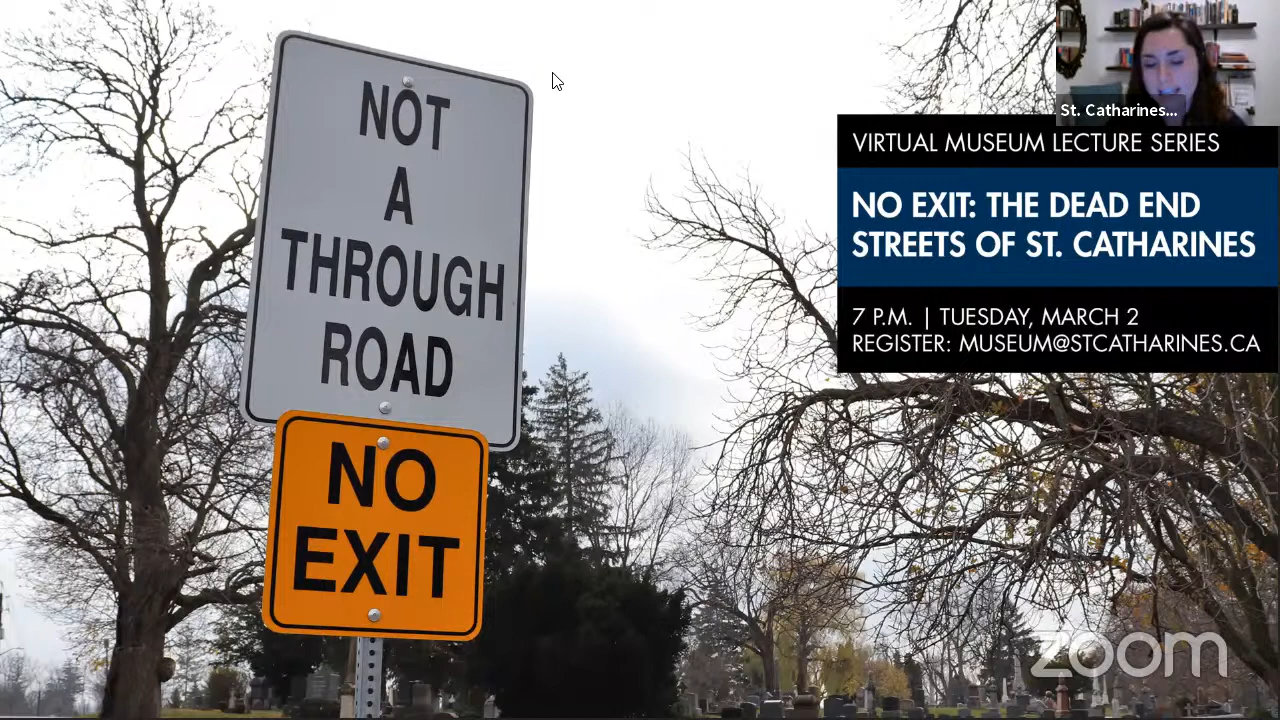 NOT
A
THROUGH
ROAD
NO
EXIT
St. Catharines...
VIRTUAL MUSEUM LECTURE SERIES
NO EXIT: THE DEAD END
STREETS OF ST. CATHARINES
7 P.M. | TUESDAY, MARCH 2
REGISTER: MUSEUM@STCATHARINES.CA
zoom